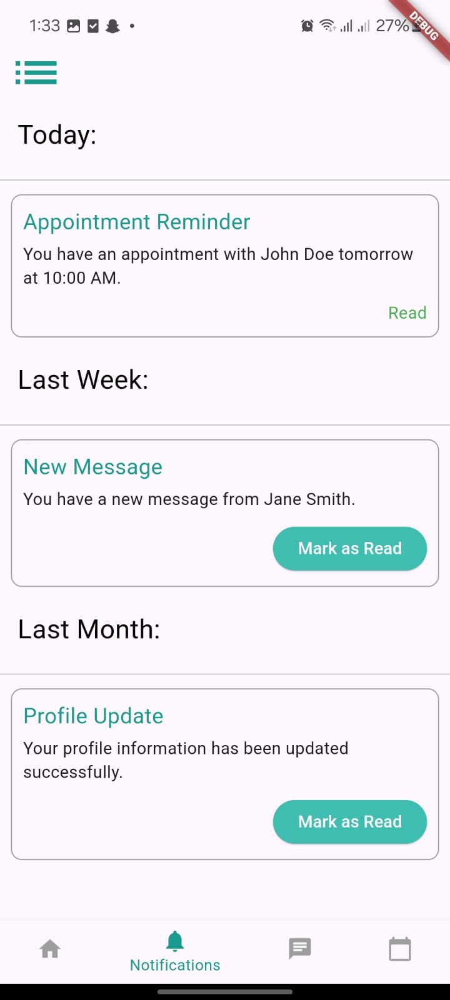 1:33
27%
DEBUG
Today:
Appointment Reminder
You have an appointment with John Doe tomorrow
at 10:00 AM.
Read
Last Week:
New Message
You have a new message from Jane Smith.
Mark as Read
Last Month:
Profile Update
Your profile information has been updated
successfully.
Mark as Read
Notifications